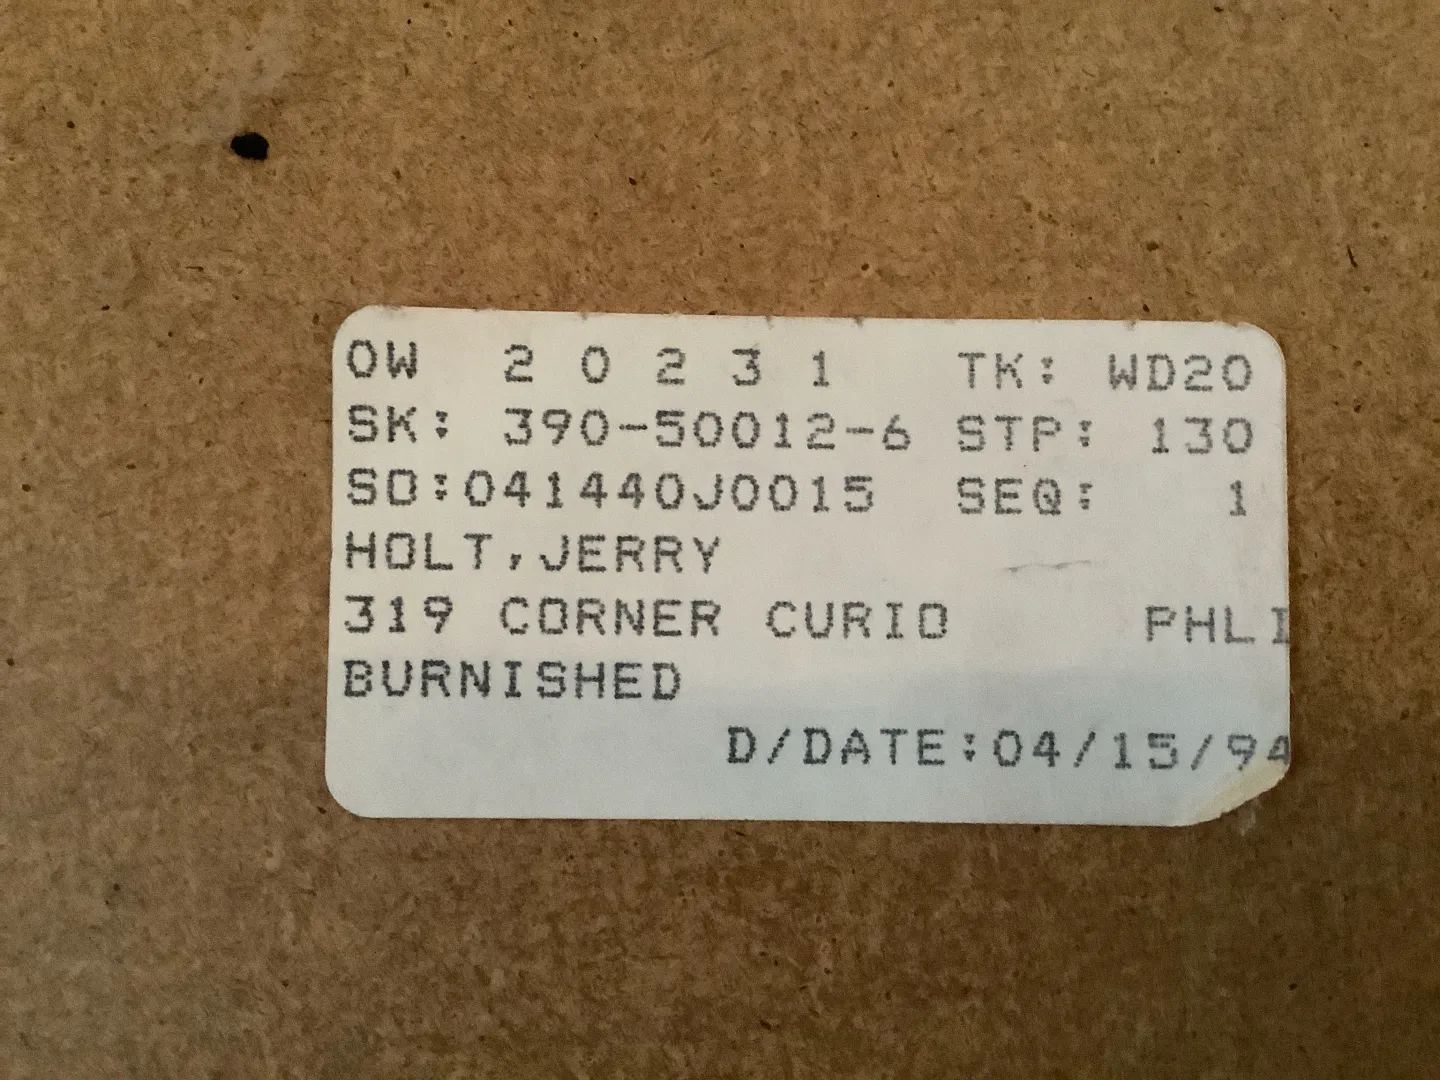 OW 2 0 2 3 1 TK: WD20
SK: 390-50012-6 STP: 130
SO:041440J0015 SEQ: 1
HOLT,JERRY
319 CORNER CURIO PHLI
BURNISHED
D/DATE:04/15/94